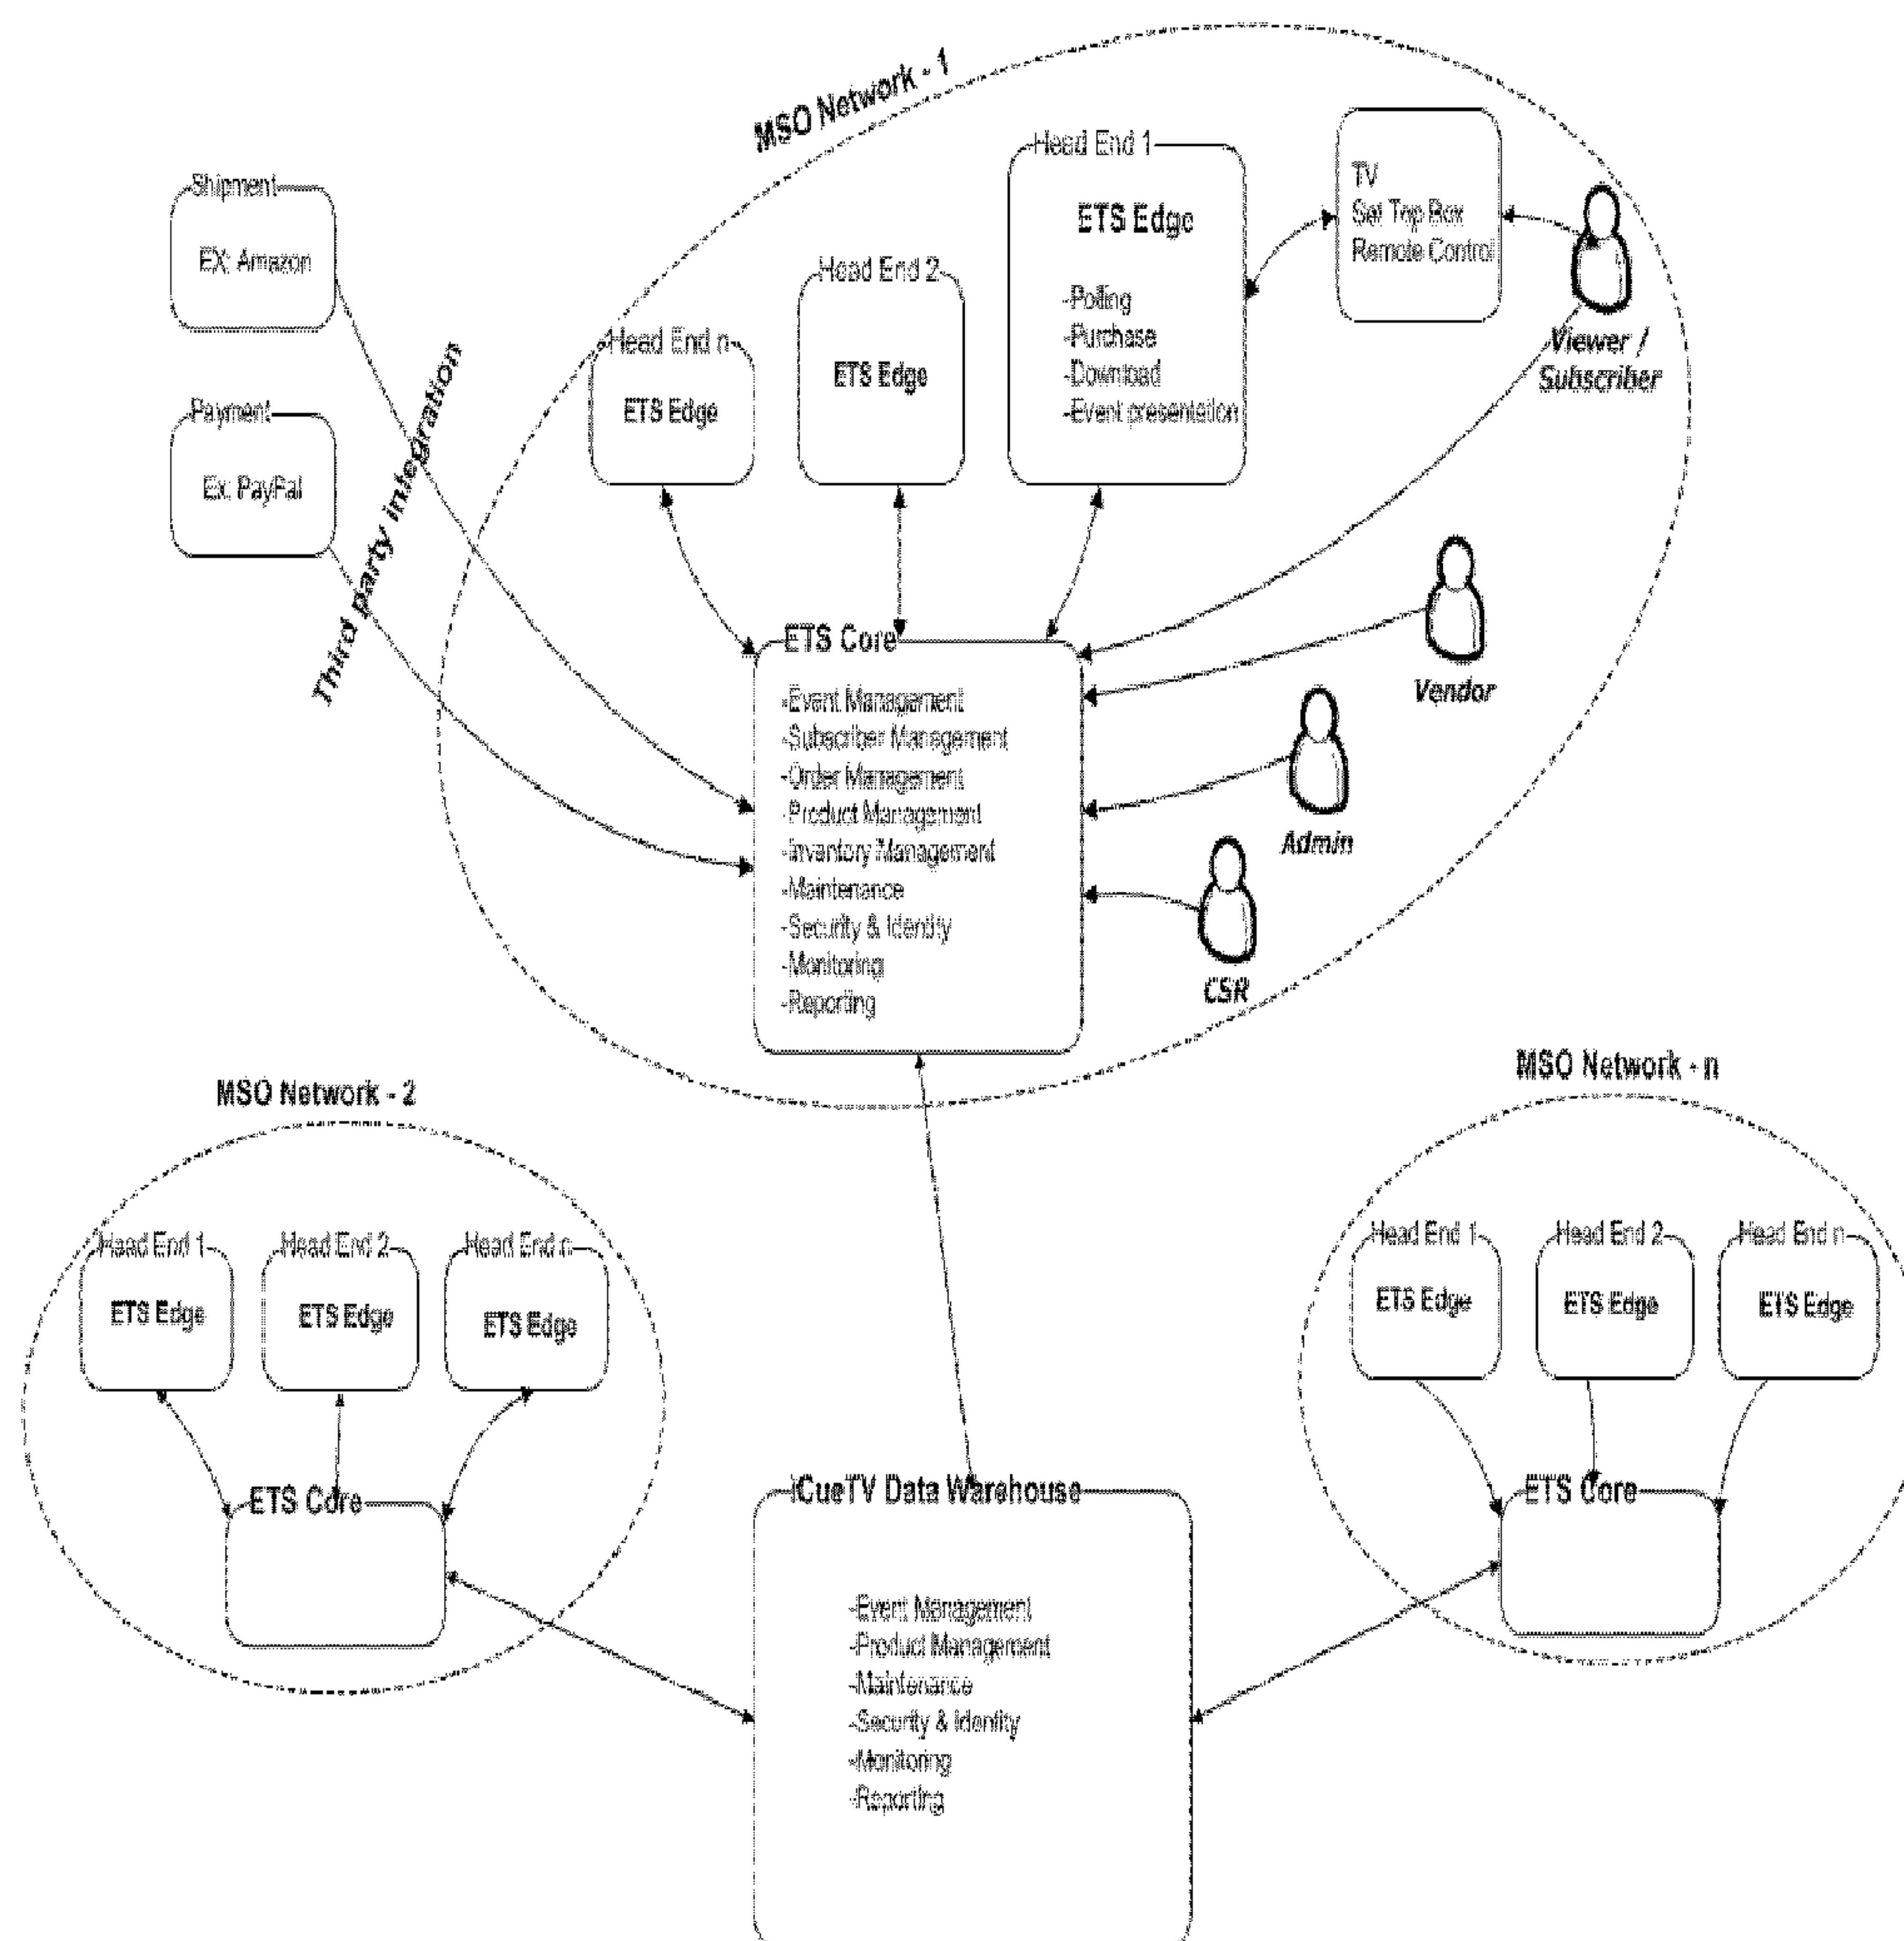 MSO Network - 1
Shipment
EX: Amazon
Payment
Ex: PayPal
Third party integration
Head End n
ETS Edge
Head End 2
ETS Edge
Head End 1
ETS Edge
-Polling
-Purchase
-Download
-Event presentation
TV
Set Top Box
Remote Control
Viewer /
Subscriber
Vendor
Admin
CSR
ETS Core
-Event Management
-Subscriber Management
-Order Management
-Product Management
-Inventory Management
-Maintenance
-Security & Identity
-Monitoring
-Reporting
MSO Network - 2
Head End 1
ETS Edge
Head End 2
ETS Edge
Head End n
ETS Edge
ETS Core
MSO Network - n
Head End 1
ETS Edge
Head End 2
ETS Edge
Head End n
ETS Edge
ETS Core
iCueTV Data Warehouse
-Event Management
-Product Management
-Maintenance
-Security & Identity
-Monitoring
-Reporting